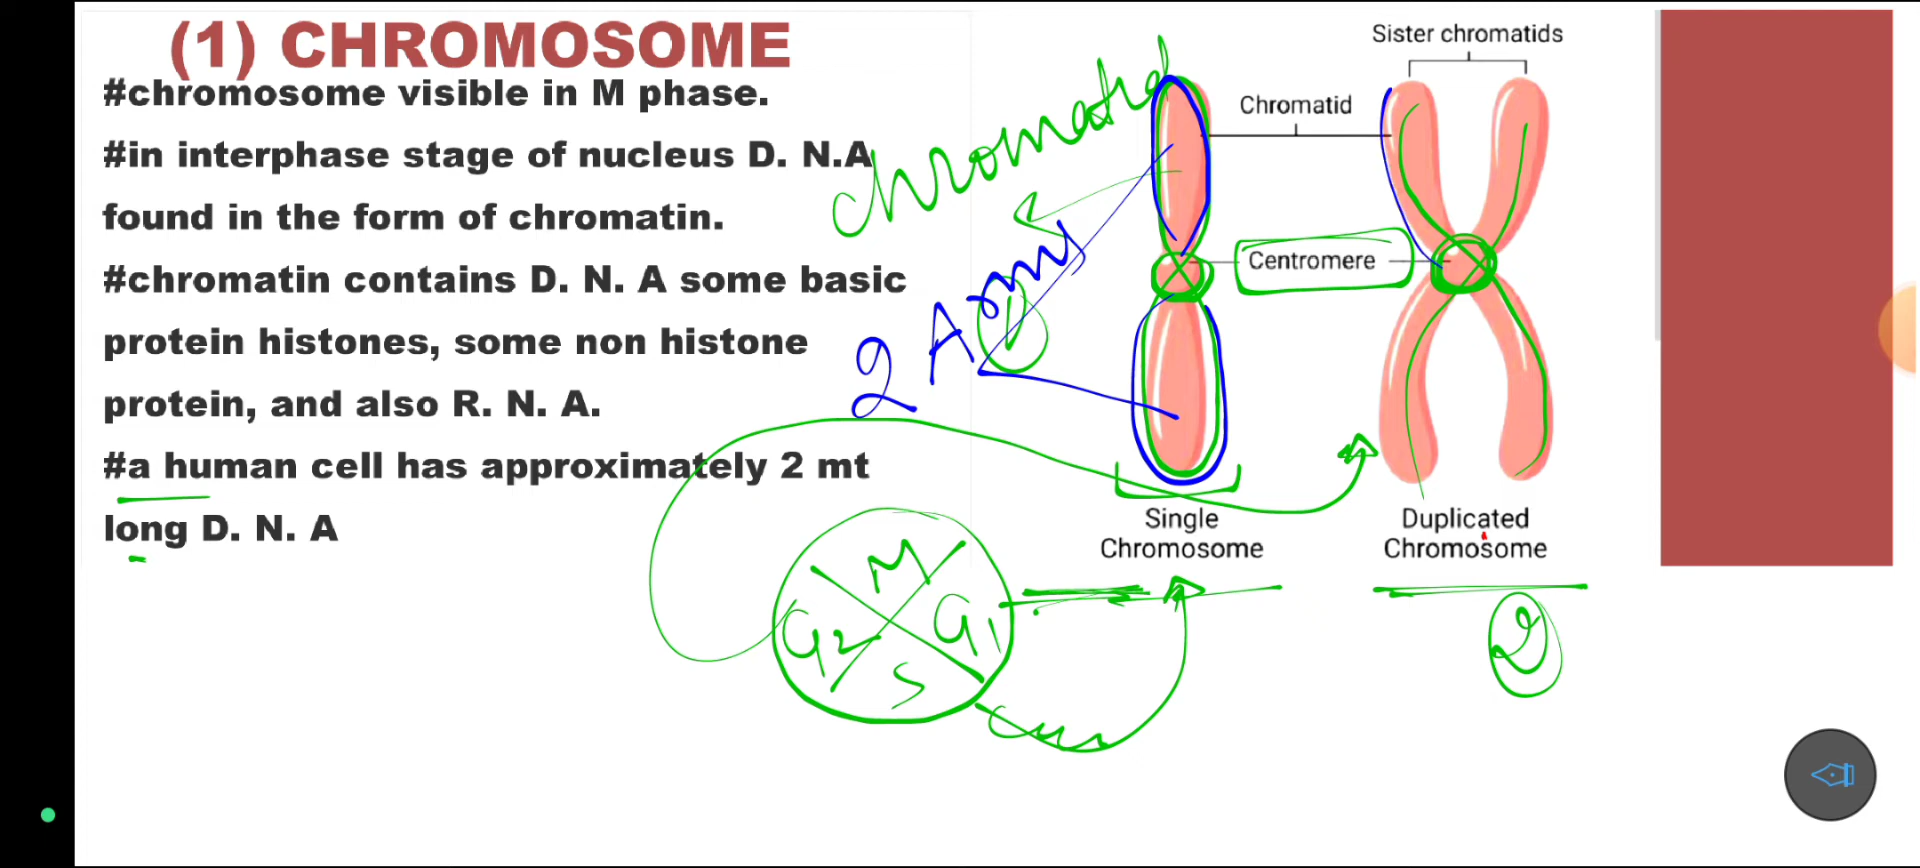 (1) CHROMOSOME
#chromosome visible in M phase.
#in interphase stage of nucleus D. N.A
found in the form of chromatin.
#chromatin contains D. N. A some basic
protein histones, some non histone
protein, and also R. N. A.
#a human cell has approximately 2 mt
long D. N. A
Sister chromatids
Chromatid
Centromere
2 Arms
1
Single
Chromosome
Duplicated
Chromosome
2
M
G1
G2
S